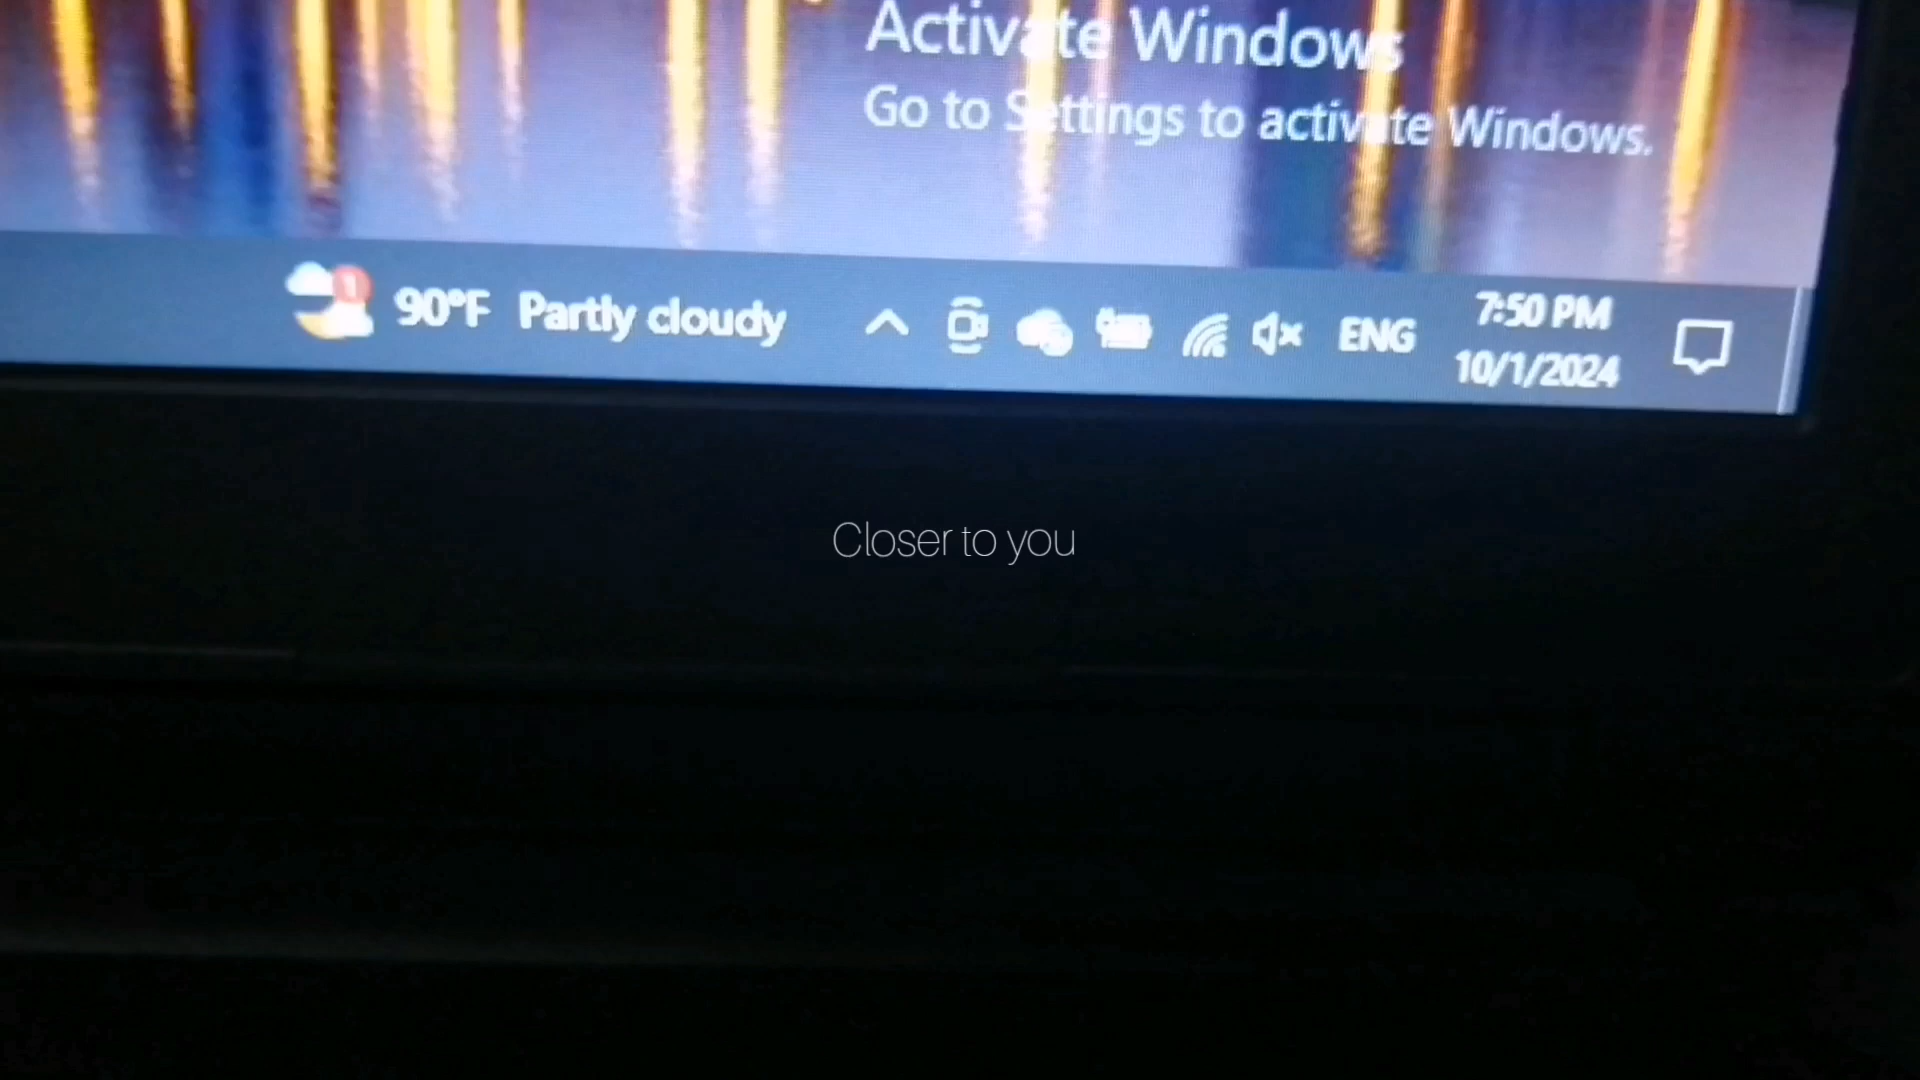 Activate Windows
Go to Settings to activate Windows.
1
90°F Partly cloudy
ENG
7:50 PM
10/1/2024
Closer to you